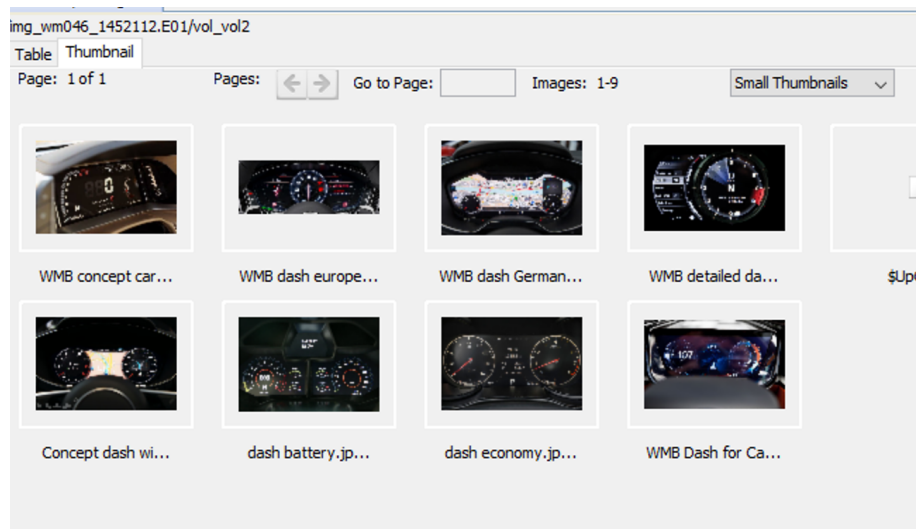 img_wm046_1452112.E01/vol_vol2
Table Thumbnail
Page: 1 of 1 Pages: Go to Page: Images: 1-9 Small Thumbnails
WMB concept car... WMB dash europe... WMB dash German... WMB detailed da... $Up
Concept dash wi... dash battery.jp... dash economy.jp... WMB Dash for Ca...